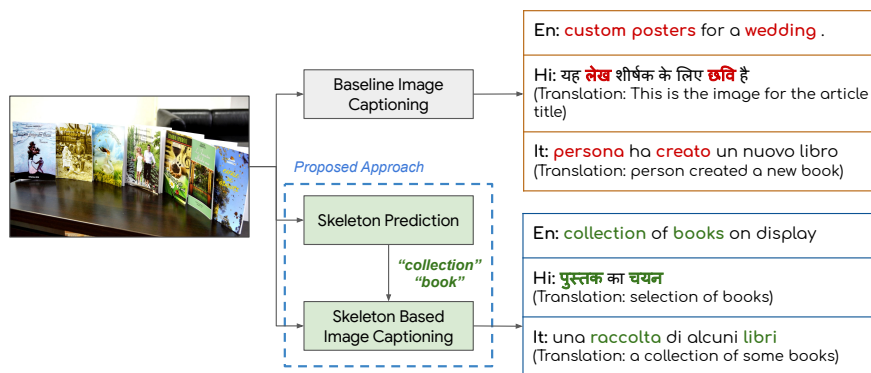 En: custom posters for a wedding .
Baseline Image
Captioning
Hi: यह लेख शीर्षक के लिए छवि है
(Translation: This is the image for the article
title)
It: persona ha creato un nuovo libro
(Translation: person created a new book)
Proposed Approach
Skeleton Prediction
“collection”
“book”
Skeleton Based
Image Captioning
En: collection of books on display
Hi: पुस्तक का चयन
(Translation: selection of books)
It: una raccolta di alcuni libri
(Translation: a collection of some books)